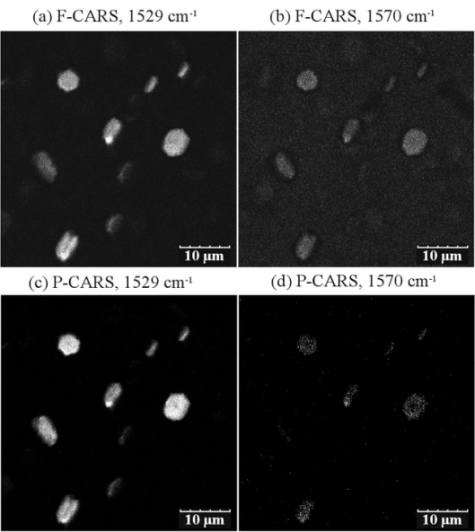 (a) F-CARS, 1529 cm⁻¹
(b) F-CARS, 1570 cm⁻¹
10 µm
10 µm
(c) P-CARS, 1529 cm⁻¹
(d) P-CARS, 1570 cm⁻¹
10 µm
10 µm